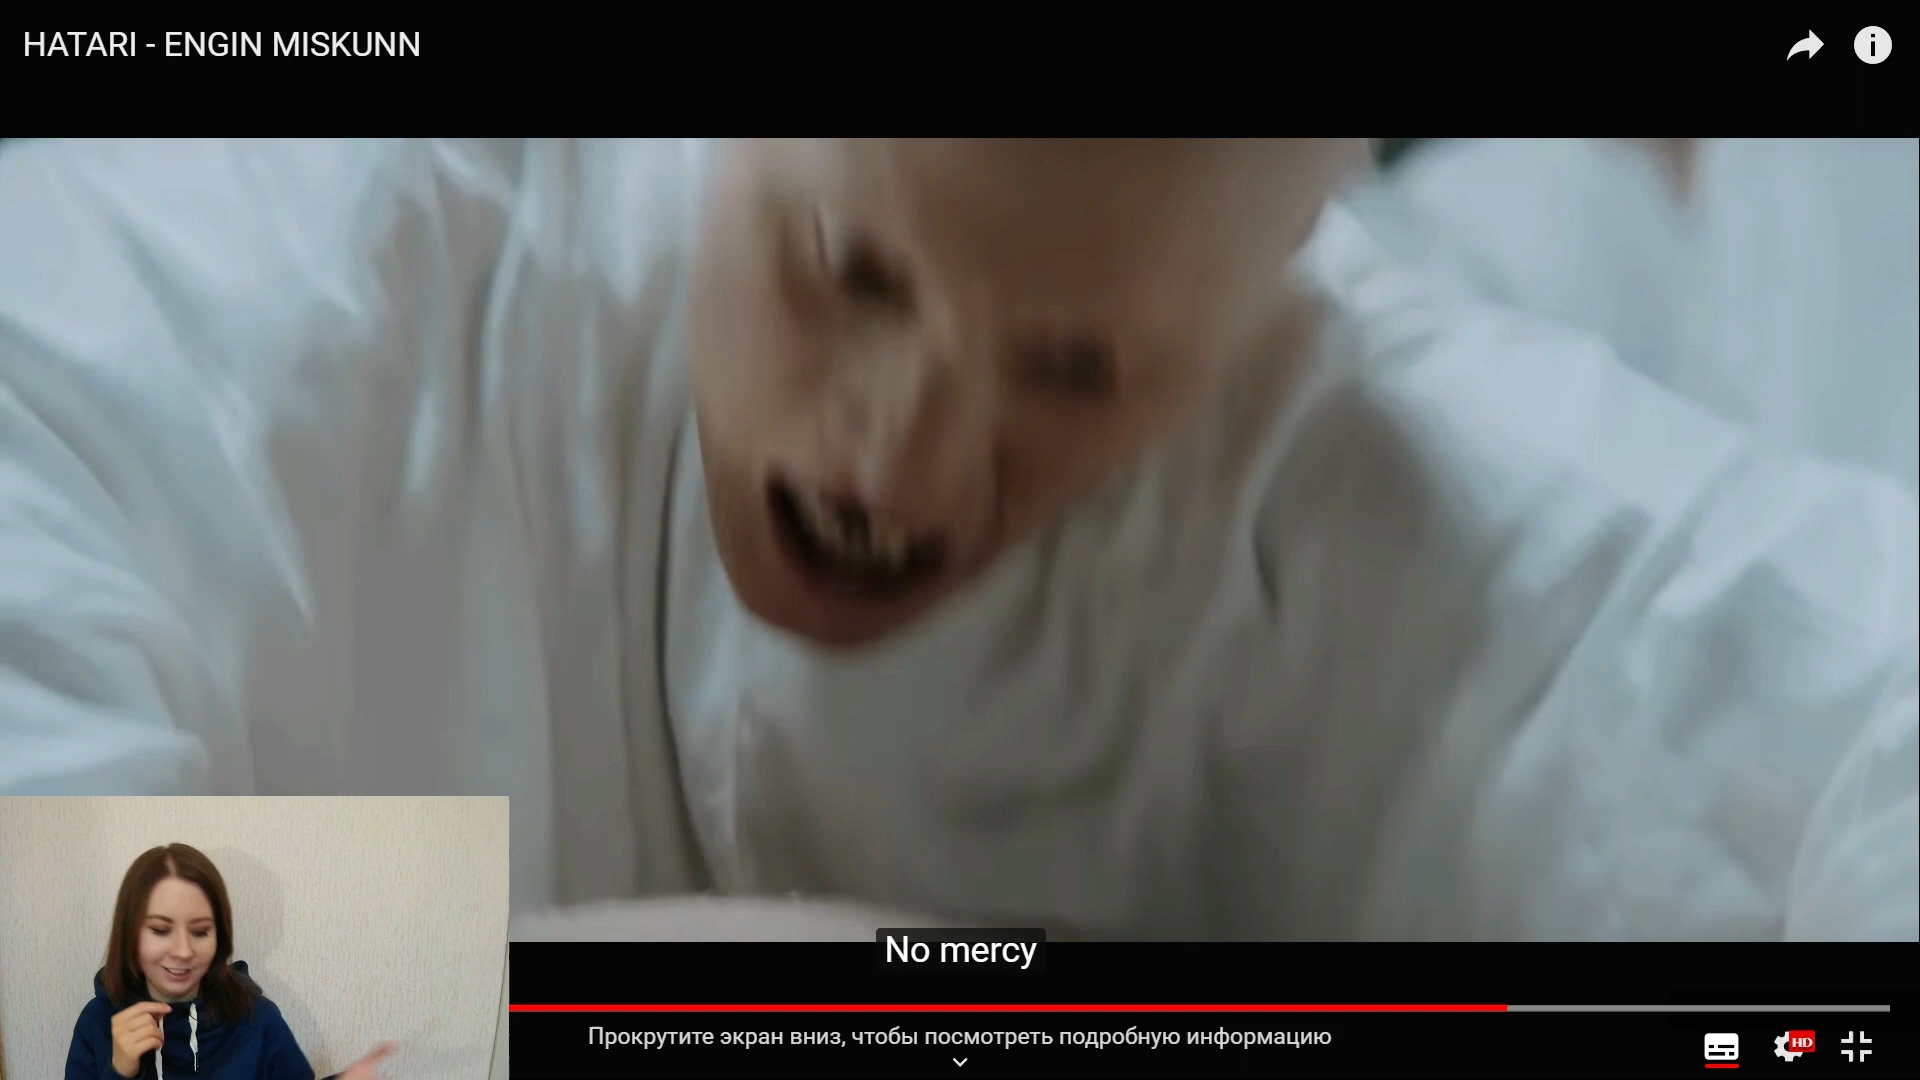 HATARI - ENGIN MISKUNN
No mercy
Прокрутите экран вниз, чтобы посмотреть подробную информацию
HD